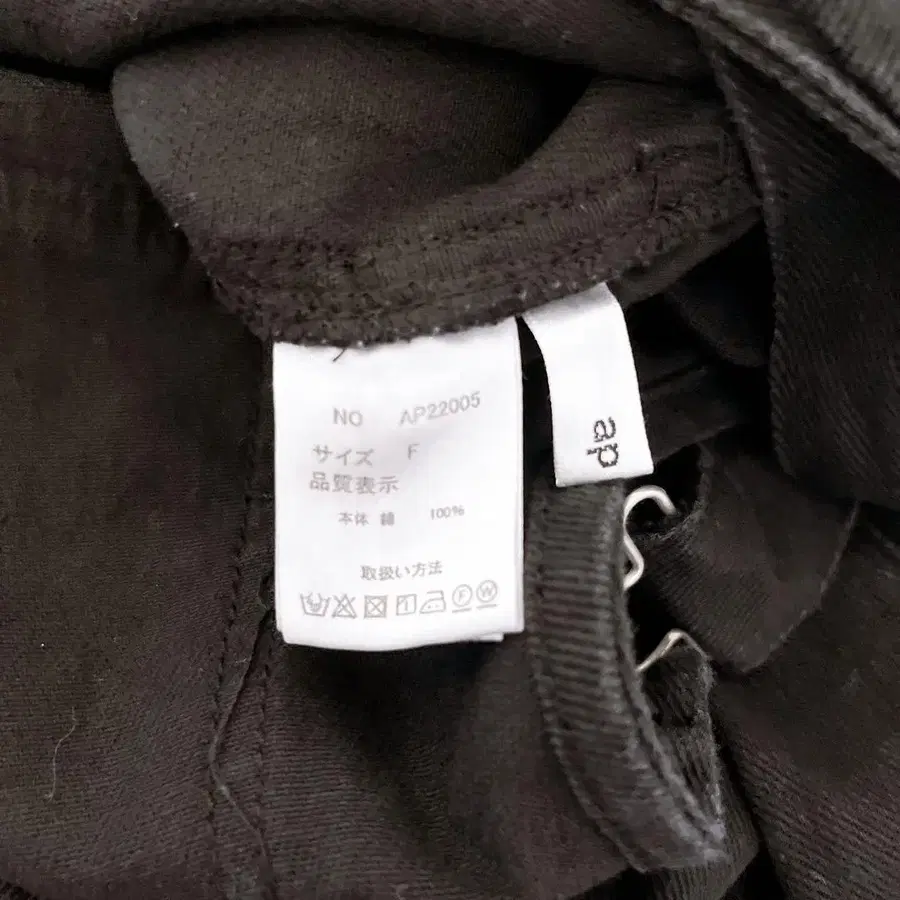 NO AP22005
サイズ F
品質表示
本体 綿 100%
取扱い方法
F W
ap